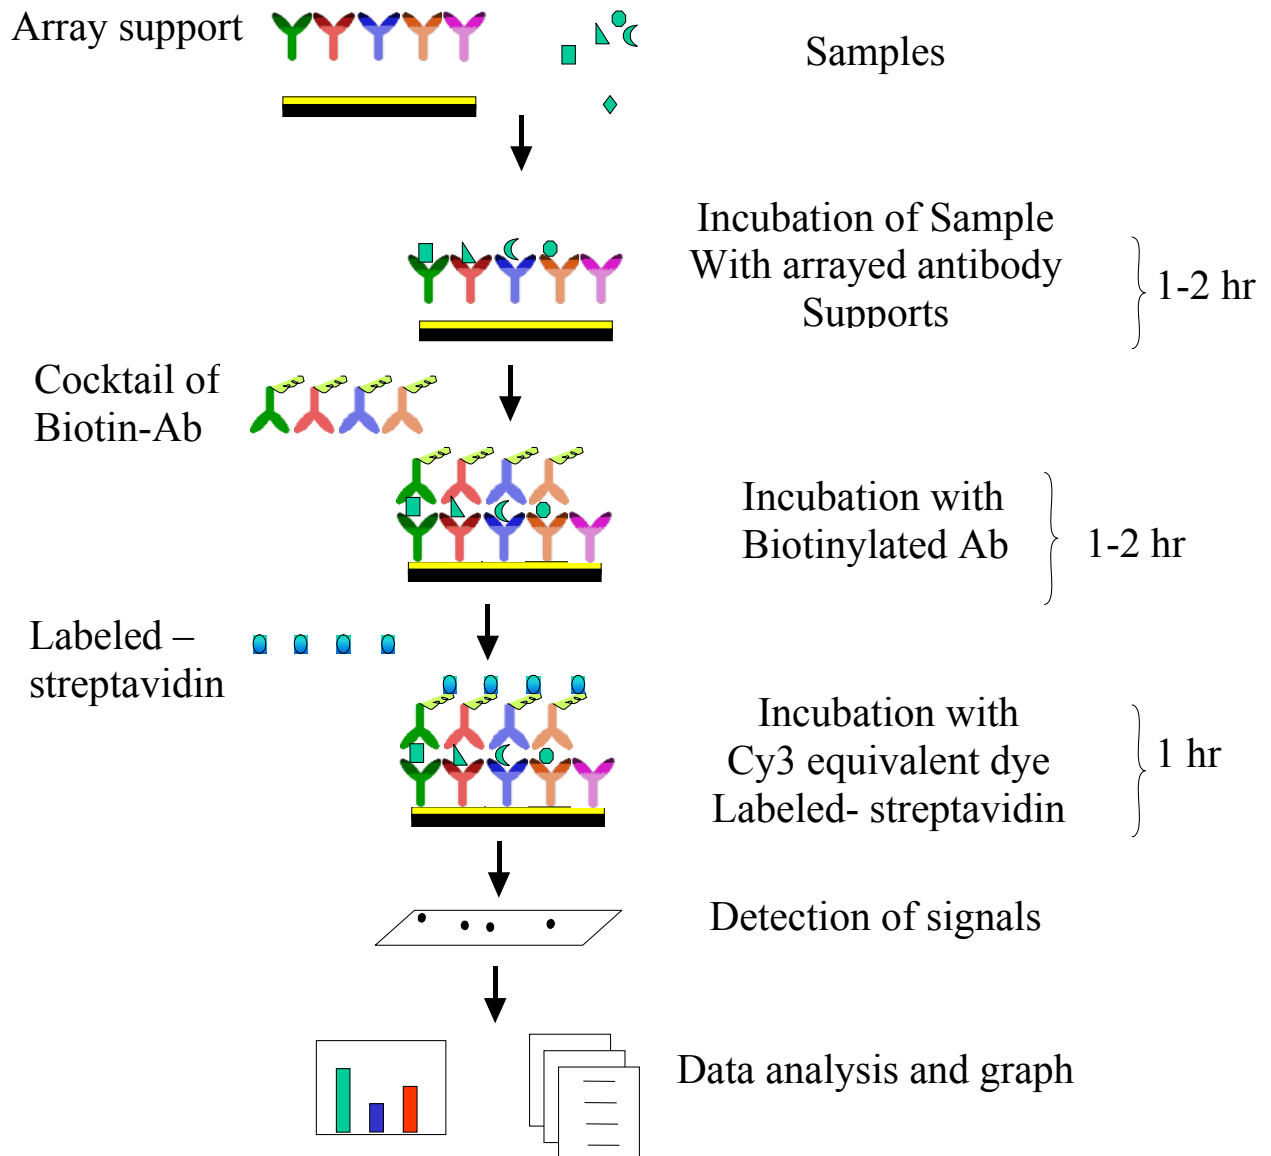 Array support
Samples
Incubation of Sample
With arrayed antibody
Supports
1-2 hr
Cocktail of
Biotin-Ab
Incubation with
Biotinylated Ab
1-2 hr
Labeled –
streptavidin
Incubation with
Cy3 equivalent dye
Labeled- streptavidin
1 hr
Detection of signals
Data analysis and graph